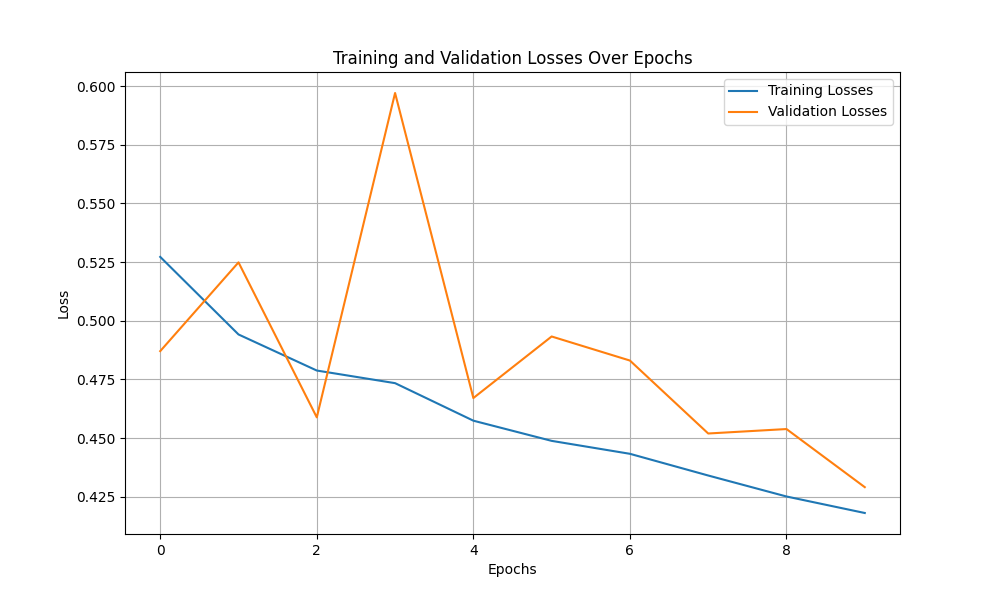 Training and Validation Losses Over Epochs
Training Losses
Validation Losses
0.600
0.575
0.550
0.525
0.500
0.475
0.450
0.425
Loss
0 2 4 6 8
Epochs